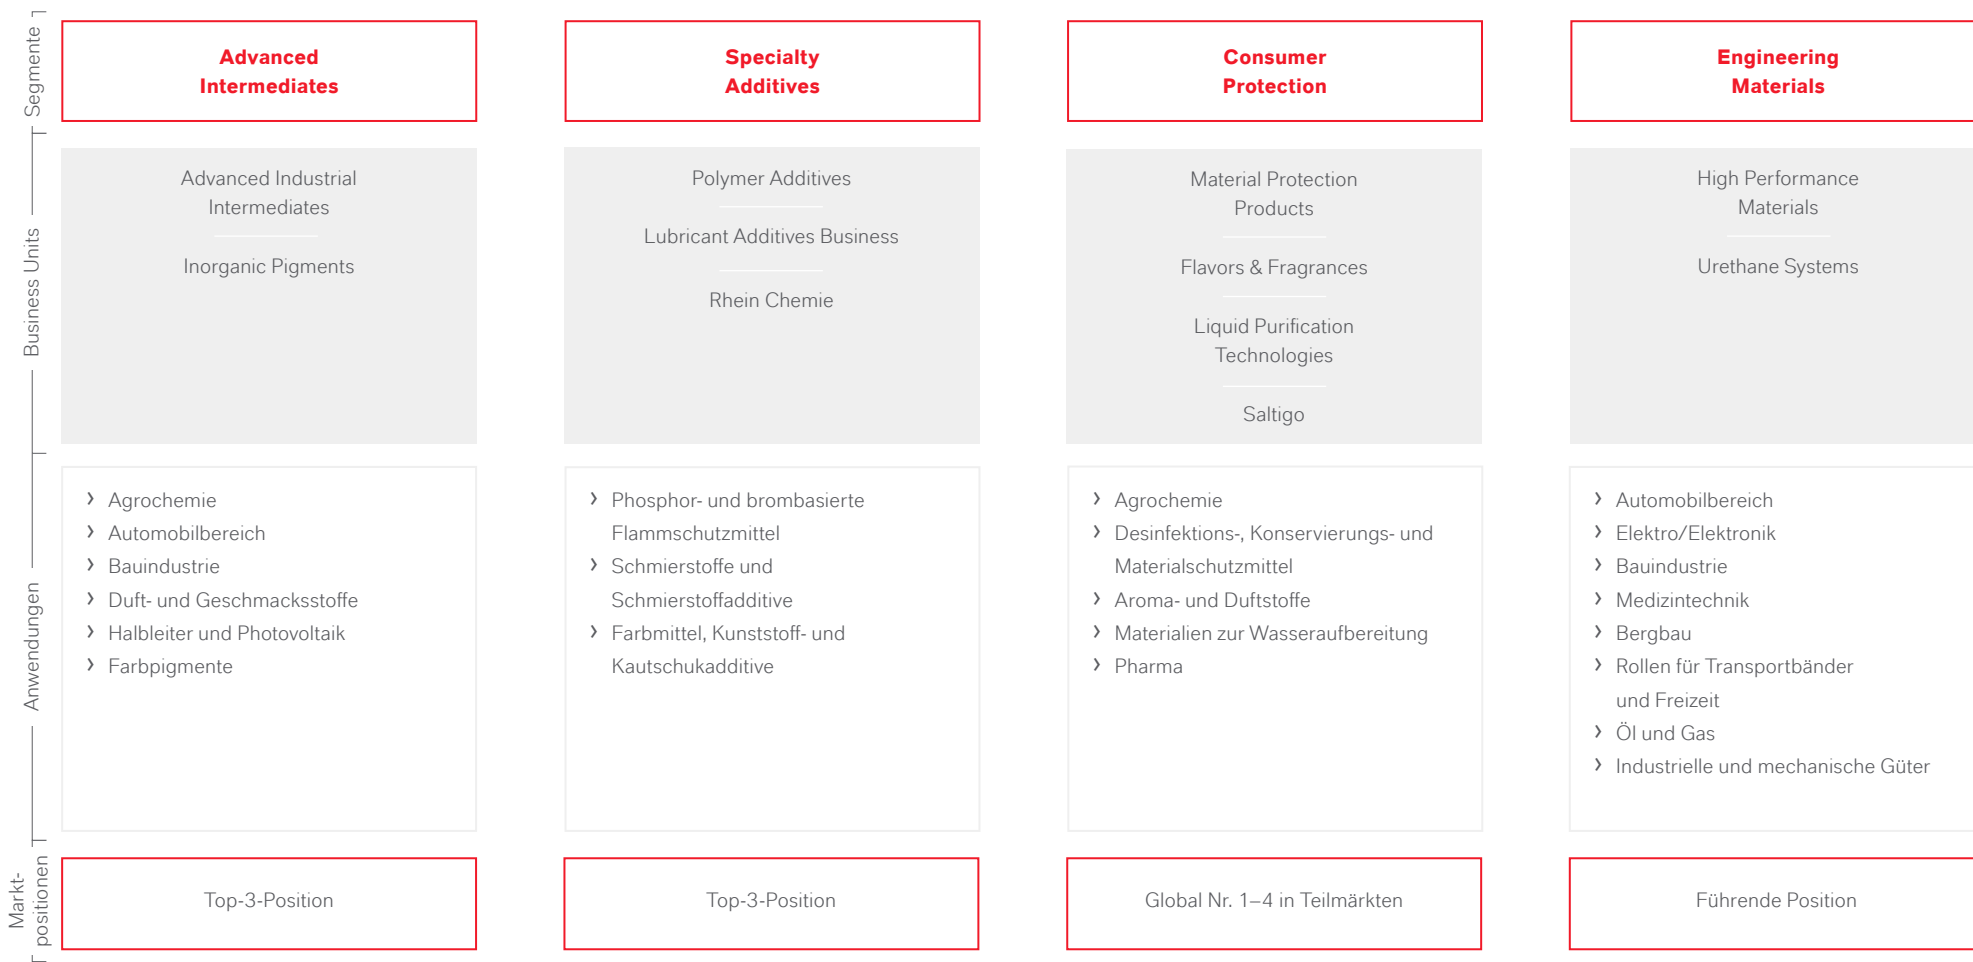 Segmente
Advanced
Intermediates
Specialty
Additives
Consumer
Protection
Engineering
Materials
Business Units
Advanced Industrial
Intermediates
Inorganic Pigments
Polymer Additives
Lubricant Additives Business
Rhein Chemie
Material Protection
Products
Flavors & Fragrances
Liquid Purification
Technologies
Saltigo
High Performance
Materials
Urethane Systems
Anwendungen
› Agrochemie
› Automobilbereich
› Bauindustrie
› Duft- und Geschmacksstoffe
› Halbleiter und Photovoltaik
› Farbpigmente
› Phosphor- und brombasierte
Flammschutzmittel
› Schmierstoffe und
Schmierstoffadditive
› Farbmittel, Kunststoff- und
Kautschukadditive
› Agrochemie
› Desinfektions-, Konservierungs- und
Materialschutzmittel
› Aroma- und Duftstoffe
› Materialien zur Wasseraufbereitung
› Pharma
› Automobilbereich
› Elektro/Elektronik
› Bauindustrie
› Medizintechnik
› Bergbau
› Rollen für Transportbänder
und Freizeit
› Öl und Gas
› Industrielle und mechanische Güter
Markt-
positionen
Top-3-Position
Top-3-Position
Global Nr. 1–4 in Teilmärkten
Führende Position